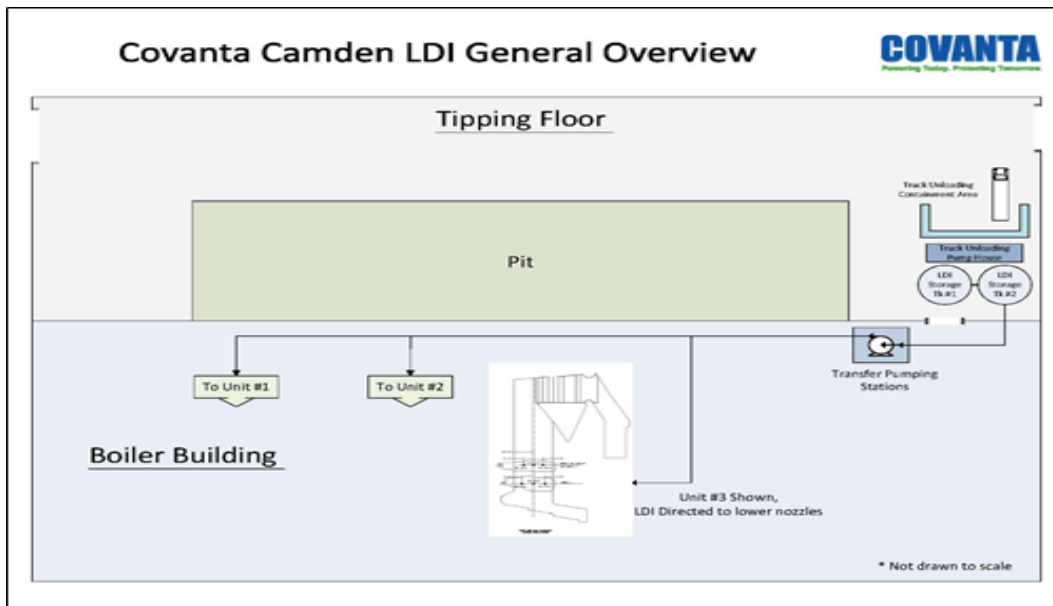 Covanta Camden LDI General Overview
COVANTA
Powering Today. Protecting Tomorrow.
Tipping Floor
Truck Unloading
Containment Area
Truck Unloading
Pump House
LDI
Storage
Tk #1
LDI
Storage
Tk #2
Pit
Transfer Pumping
Stations
To Unit #1
To Unit #2
Boiler Building
Unit #3 Shown,
LDI Directed to lower nozzles
* Not drawn to scale